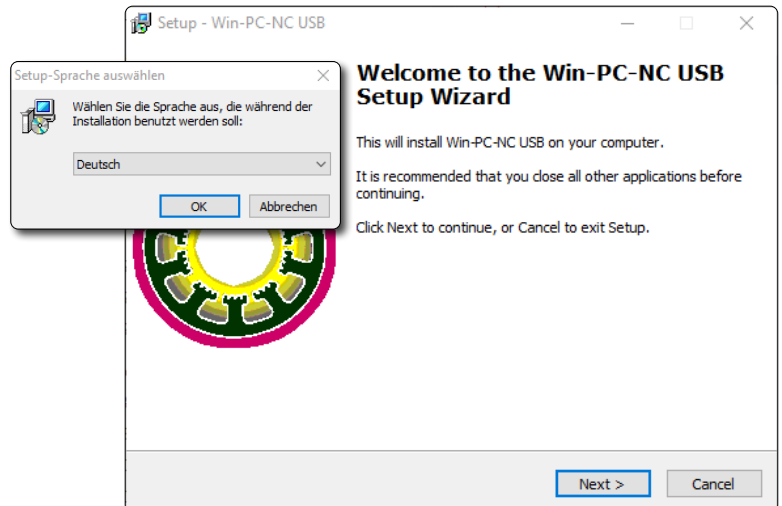 Setup - Win-PC-NC USB
Setup-Sprache auswählen
Wählen Sie die Sprache aus, die während der
Installation benutzt werden soll:
Deutsch
OK
Abbrechen
Welcome to the Win-PC-NC USB
Setup Wizard
This will install Win-PC-NC USB on your computer.
It is recommended that you close all other applications before
continuing.
Click Next to continue, or Cancel to exit Setup.
Next >
Cancel